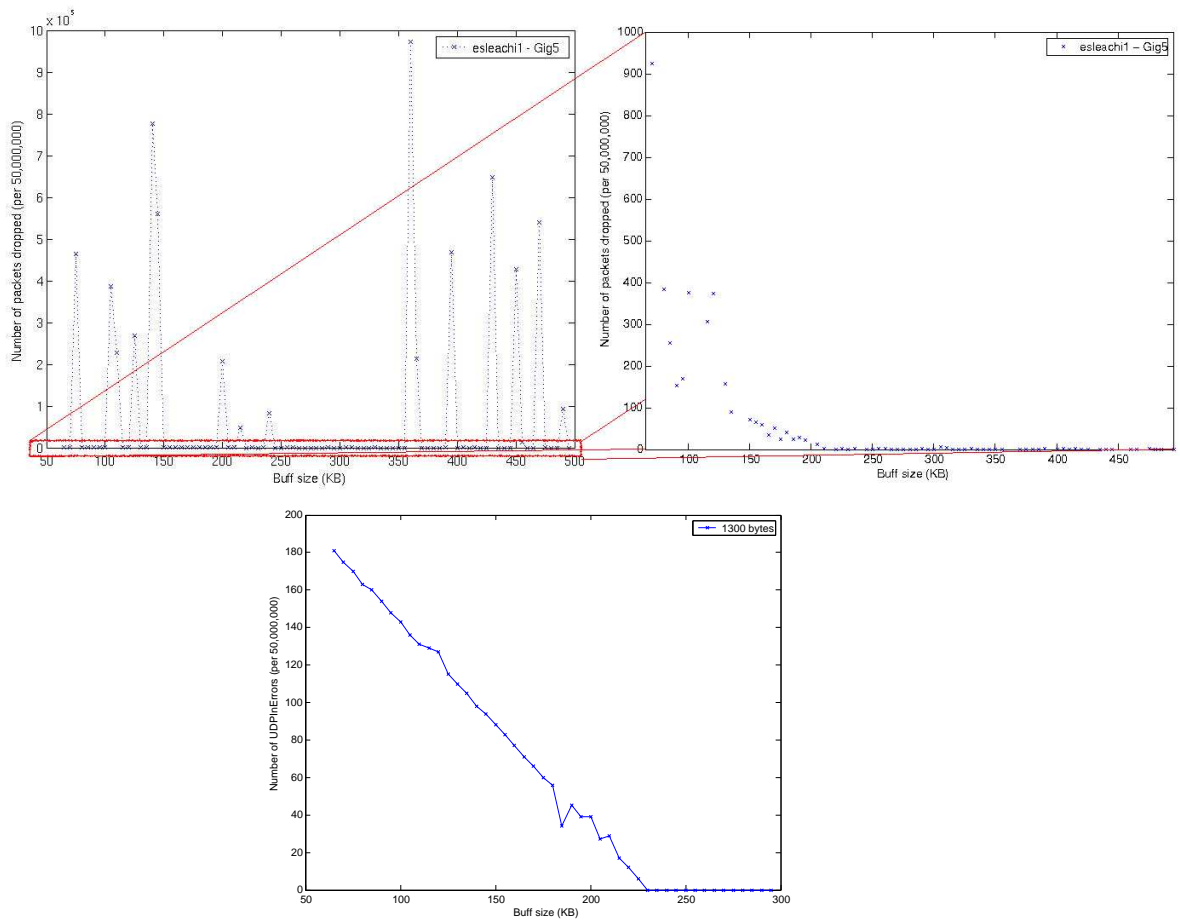 x 10⁵
10
9
8
7
6
5
4
3
2
1
0
Number of packets dropped (per 50,000,000)
esleachi1 - Gig5
50 100 150 200 250 300 350 400 450 500
Buff size (KB)
1000
900
800
700
600
500
400
300
200
100
0
Number of packets dropped (per 50,000,000)
esleachi1 – Gig5
100 150 200 250 300 350 400 450
Buff size (KB)
200
180
160
140
120
100
80
60
40
20
0
Number of UDPInErrors (per 50,000,000)
1300 bytes
50 100 150 200 250 300
Buff size (KB)